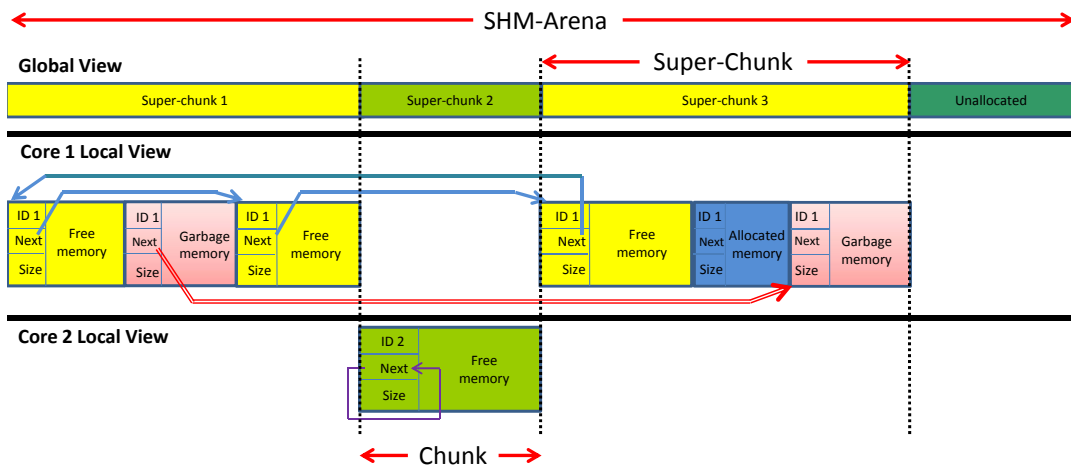 SHM-Arena
Global View
Super-Chunk
Super-chunk 1
Super-chunk 2
Super-chunk 3
Unallocated
Core 1 Local View
ID 1
Next
Size
Free
memory
ID 1
Next
Size
Garbage
memory
ID 1
Next
Size
Free
memory
ID 1
Next
Size
Free
memory
ID 1
Next
Size
Allocated
memory
ID 1
Next
Size
Garbage
memory
Core 2 Local View
ID 2
Next
Size
Free
memory
Chunk